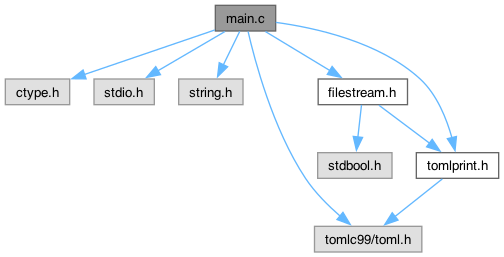 main.c
ctype.h
stdio.h
string.h
filestream.h
stdbool.h
tomlprint.h
tomlc99/toml.h